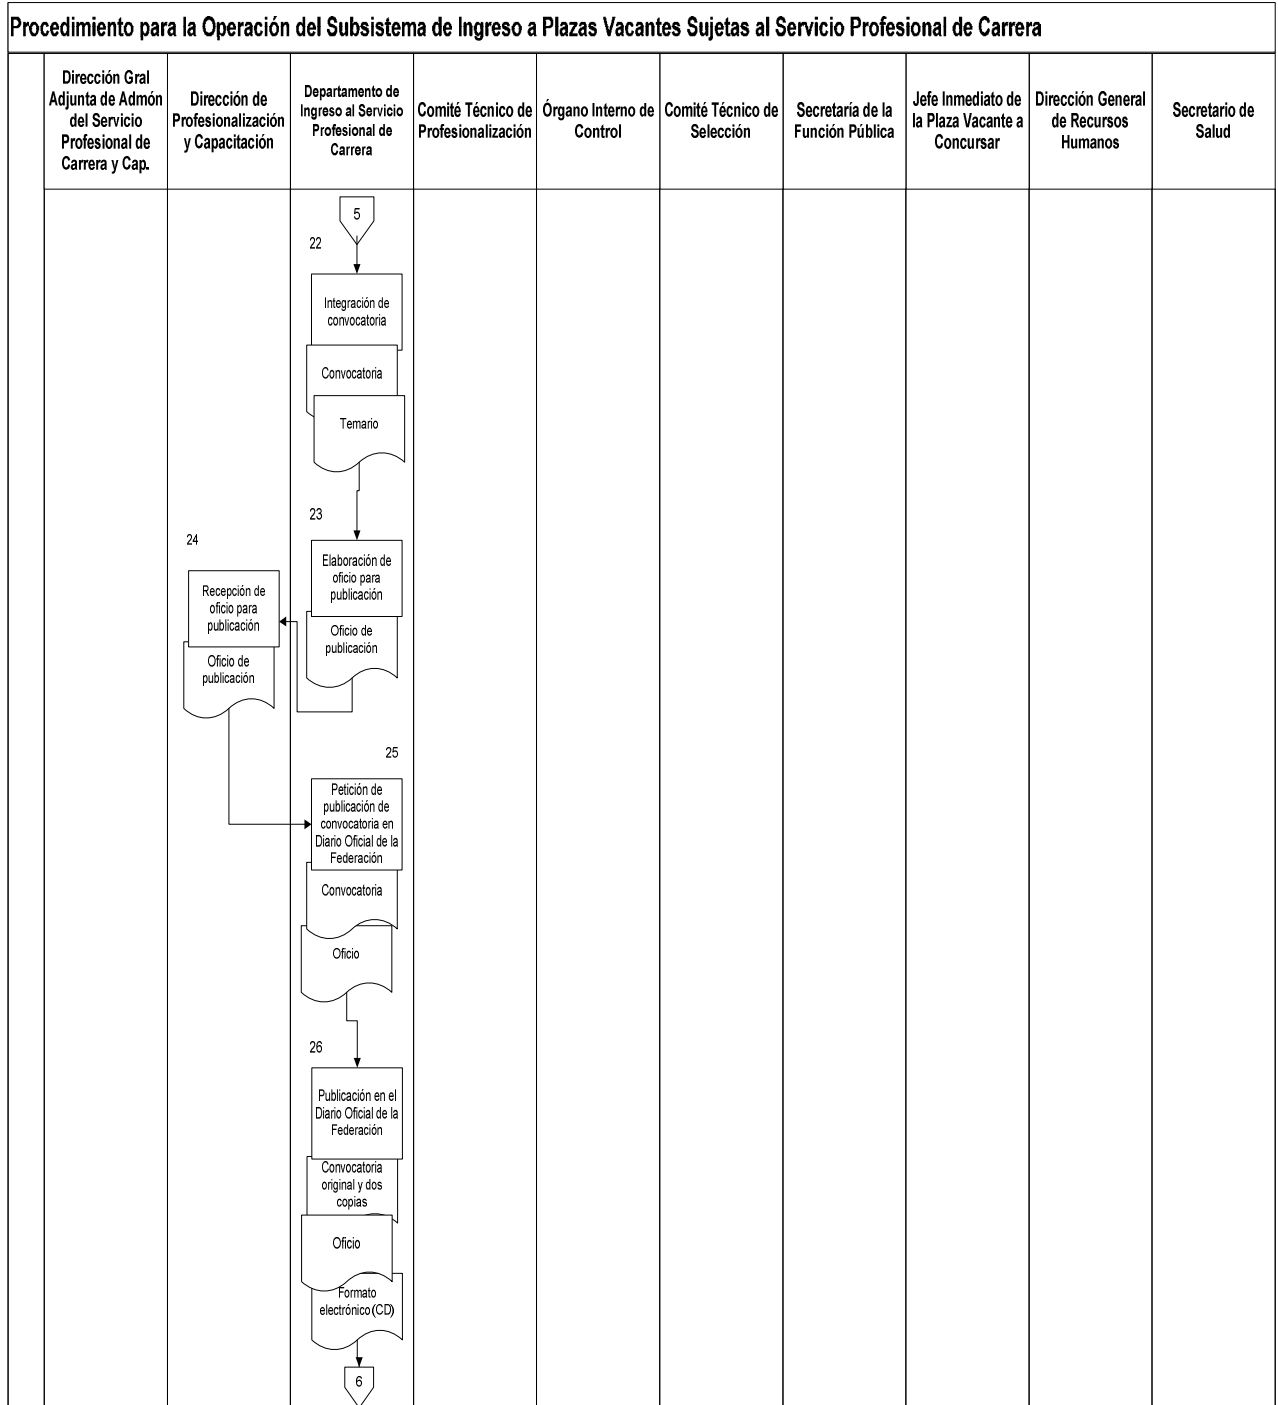 Procedimiento para la Operación del Subsistema de Ingreso a Plazas Vacantes Sujetas al Servicio Profesional de Carrera
Dirección Gral
Adjunta de Admón
del Servicio
Profesional de
Carrera y Cap.
Dirección de
Profesionalización
y Capacitación
Departamento de
Ingreso al Servicio
Profesional de
Carrera
Comité Técnico de
Profesionalización
Órgano Interno de
Control
Comité Técnico de
Selección
Secretaría de la
Función Pública
Jefe Inmediato de
la Plaza Vacante a
Concursar
Dirección General
de Recursos
Humanos
Secretario de
Salud
5
22
Integración de
convocatoria
Convocatoria
Temario
23
Elaboración de
oficio para
publicación
Oficio de
publicación
24
Recepción de
oficio para
publicación
Oficio de
publicación
25
Petición de
publicación de
convocatoria en
Diario Oficial de la
Federación
Convocatoria
Oficio
26
Publicación en el
Diario Oficial de la
Federación
Convocatoria
original y dos
copias
Oficio
Formato
electrónico (CD)
6